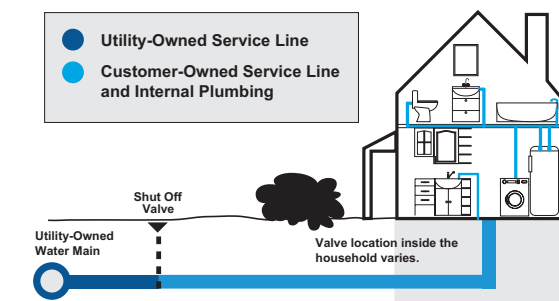 Utility-Owned Service Line
Customer-Owned Service Line
and Internal Plumbing
Shut Off
Valve
Utility-Owned
Water Main
Valve location inside the
household varies.